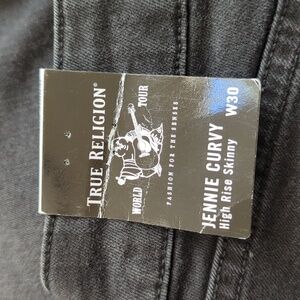 TRUE RELIGION®
WORLD TOUR
FASHION FOR THE SENSES
JENNIE CURVY W30
High Rise Skinny